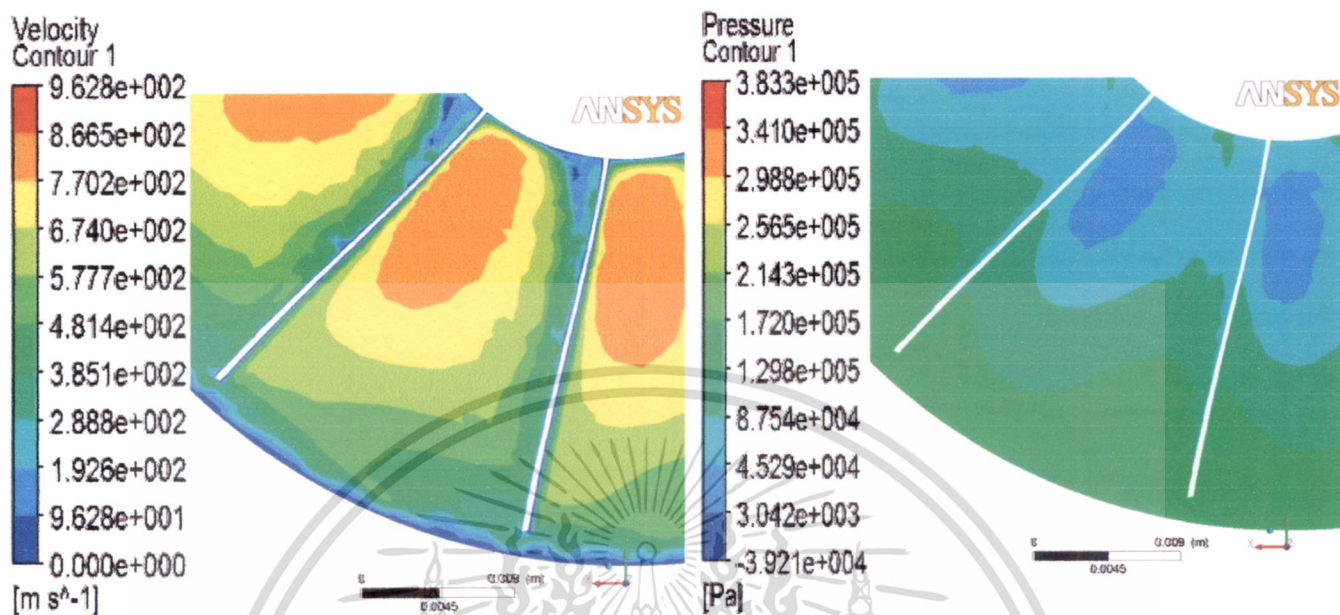 Velocity
Contour 1
9.628e+002
8.665e+002
7.702e+002
6.740e+002
5.777e+002
4.814e+002
3.851e+002
2.888e+002
1.926e+002
9.628e+001
0.000e+000
[m s^-1]
ANSYS
0
0.009 (m)
0.0045
X
Z
Pressure
Contour 1
3.833e+005
3.410e+005
2.988e+005
2.565e+005
2.143e+005
1.720e+005
1.298e+005
8.754e+004
4.529e+004
3.042e+003
-3.921e+004
[Pa]
ANSYS
0
0.009 (m)
0.0045
X
Z